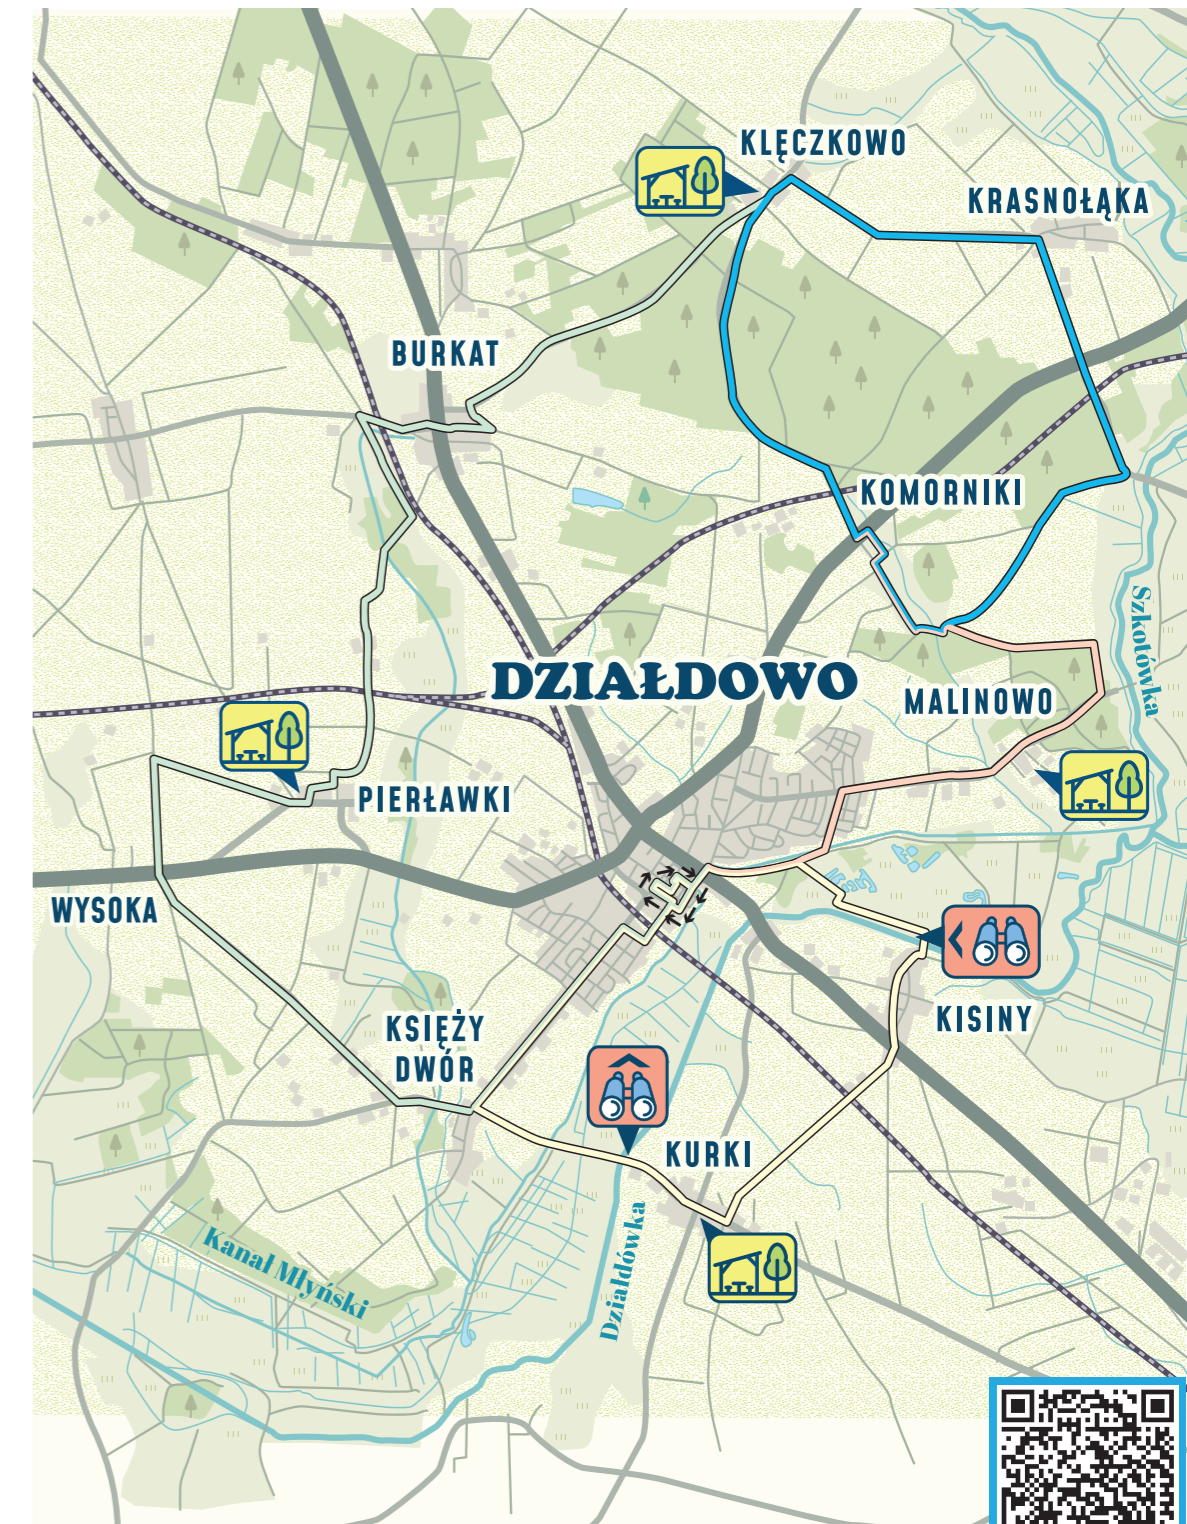 KLĘCZKOWO
KRASNOŁĄKA
BURKAT
KOMORNIKI
Szkotówka
DZIAŁDOWO
MALINOWO
PIERŁAWKI
WYSOKA
KSIĘŻY
DWÓR
KISINY
KURKI
Działdówka
Kanał Młyński